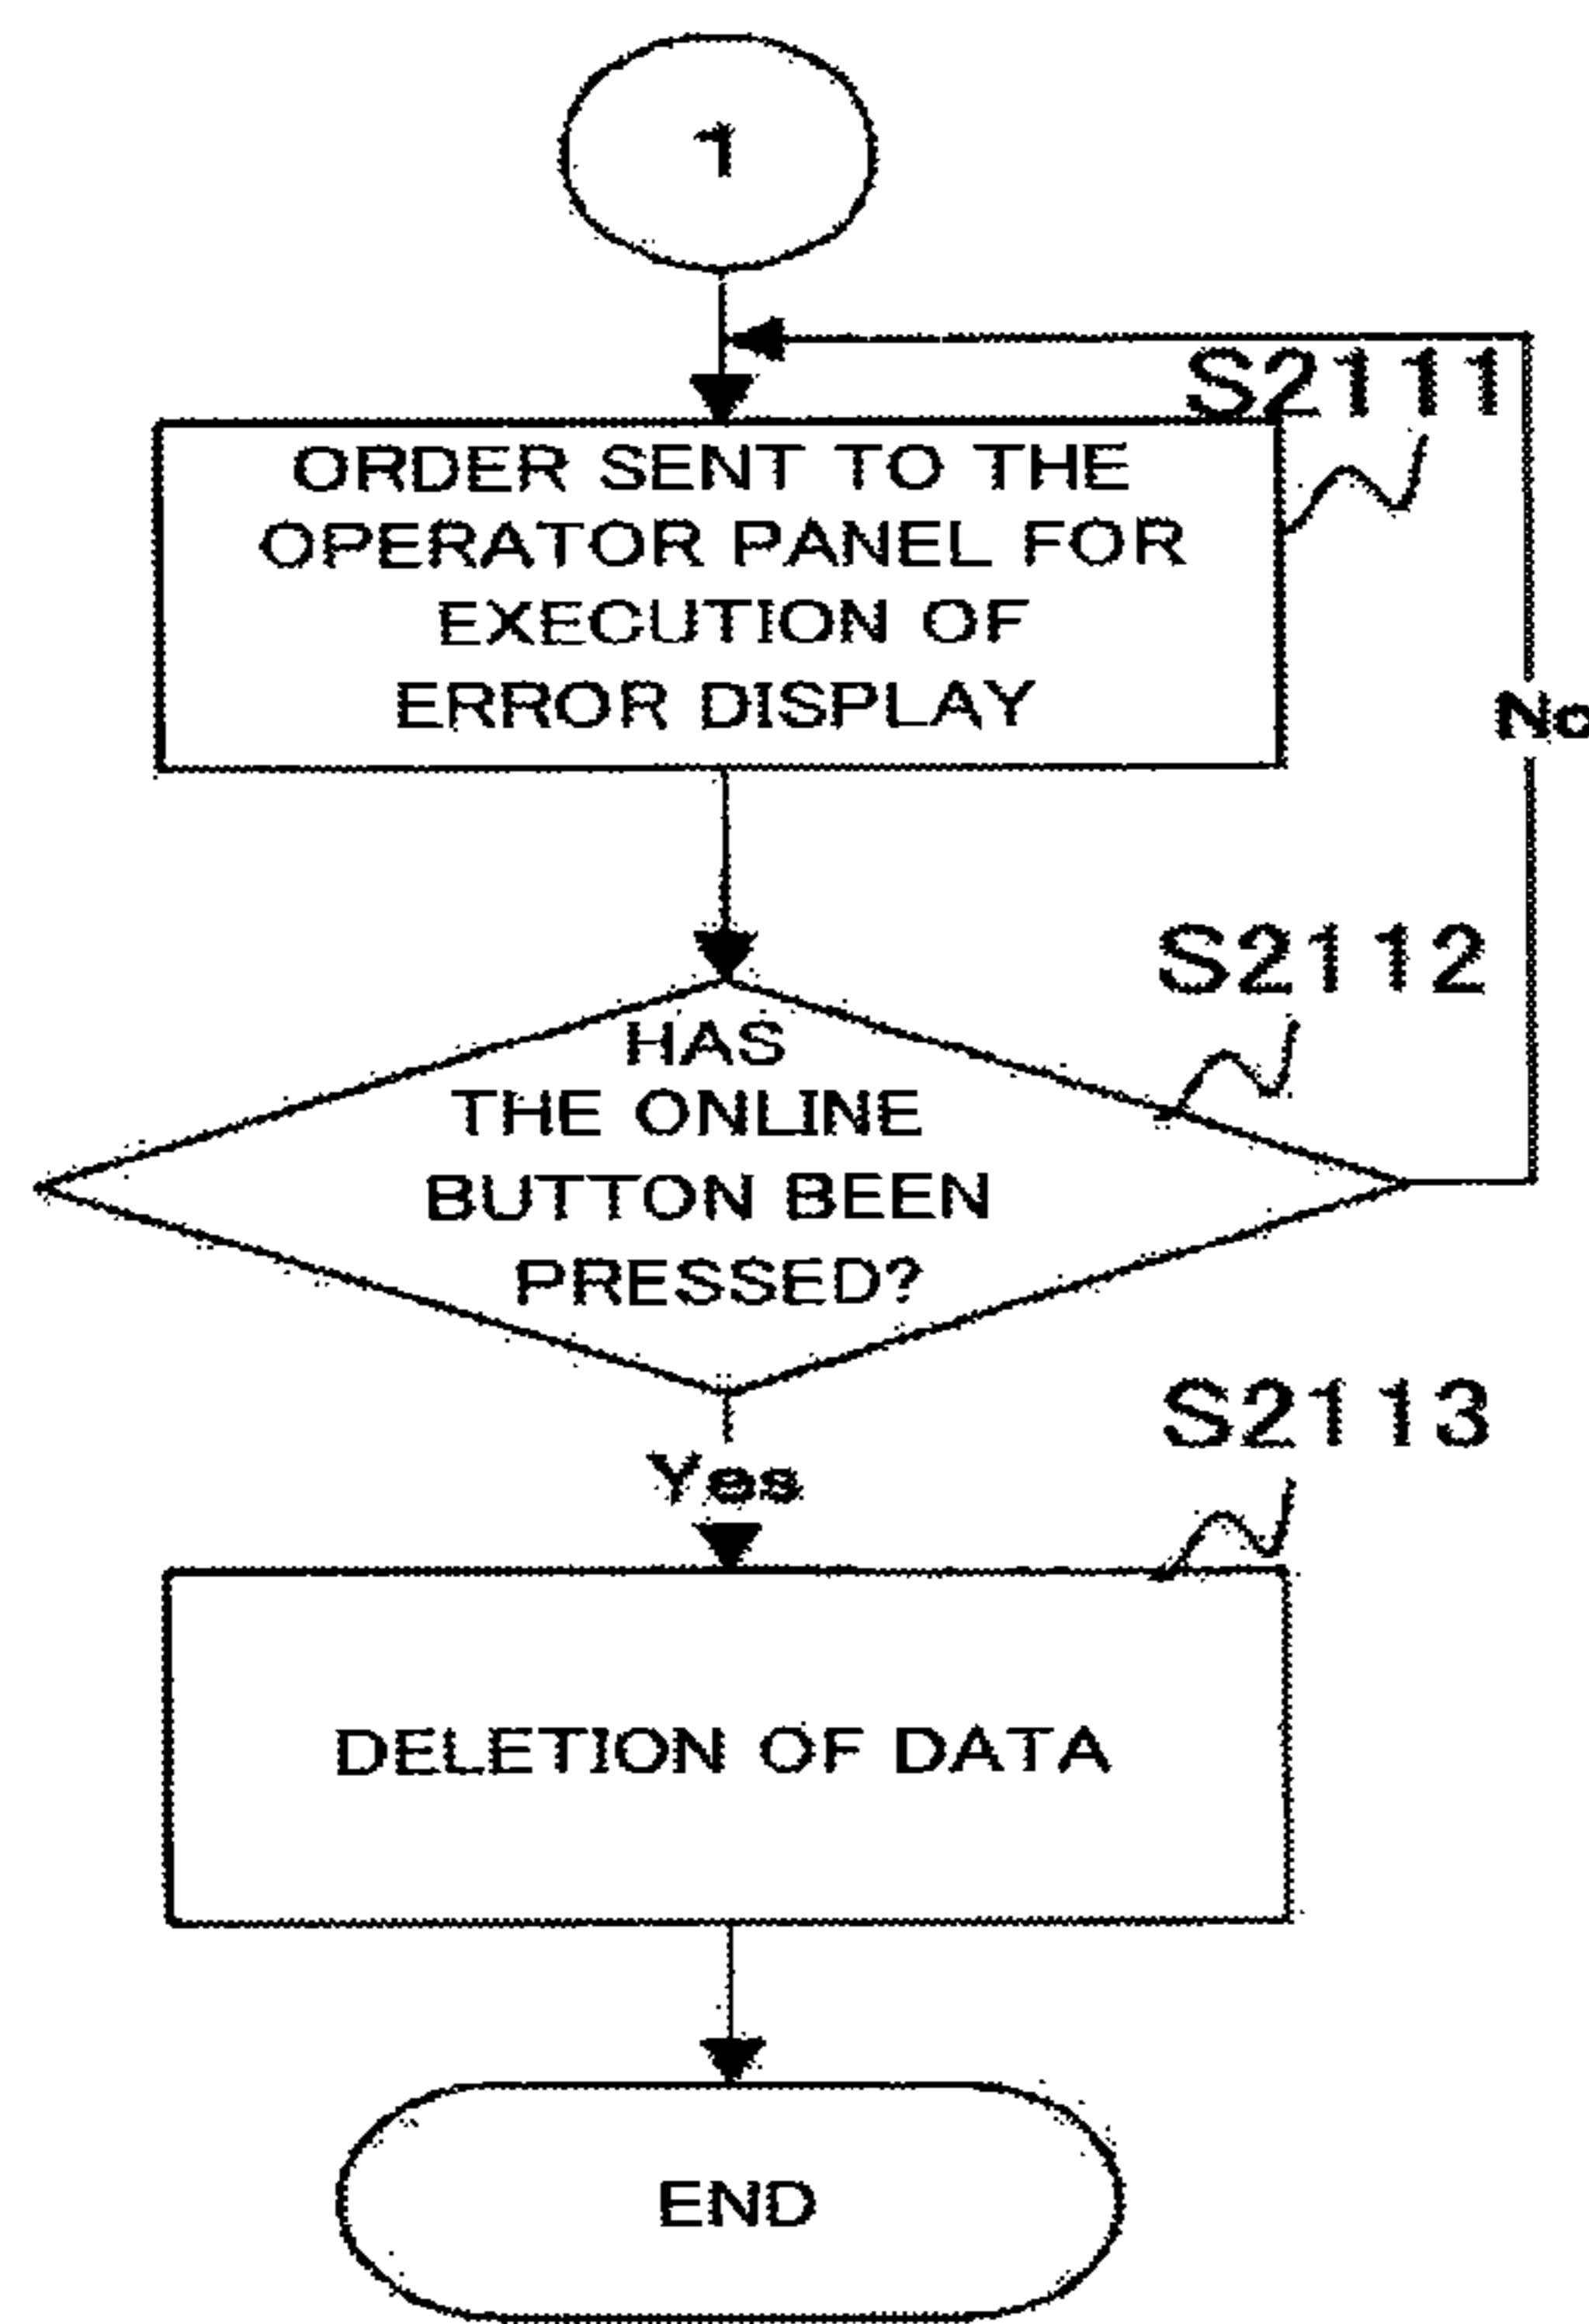 1
S2111
ORDER SENT TO THE
OPERATOR PANEL FOR
EXECUTION OF
ERROR DISPLAY
No
S2112
HAS
THE ONLINE
BUTTON BEEN
PRESSED?
S2113
Yes
DELETION OF DATA
END